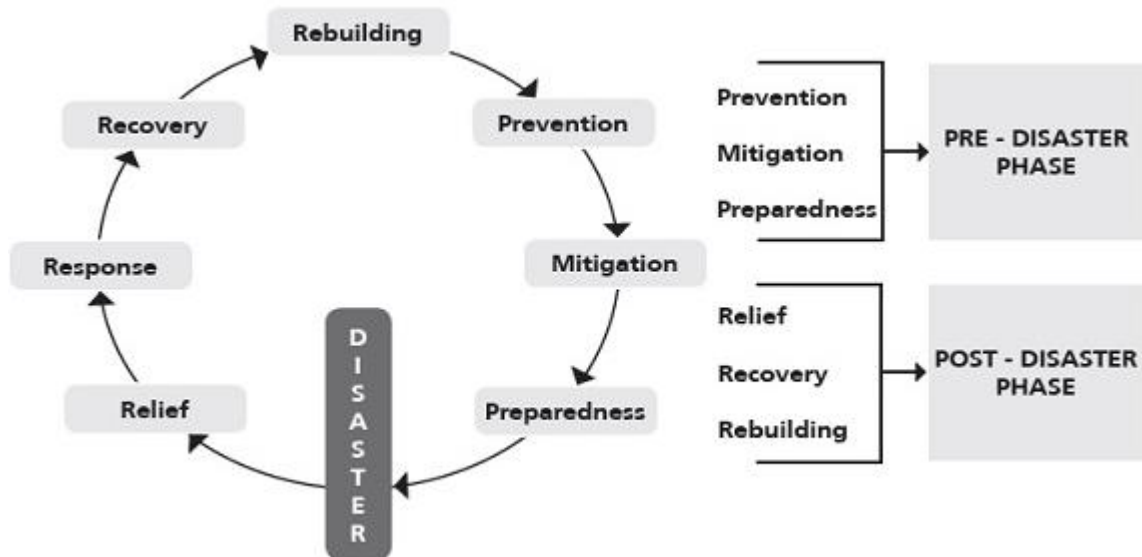 Rebuilding
Prevention
Mitigation
Preparedness
DISASTER
Relief
Response
Recovery
Prevention
Mitigation
Preparedness
PRE - DISASTER
PHASE
Relief
Recovery
Rebuilding
POST - DISASTER
PHASE